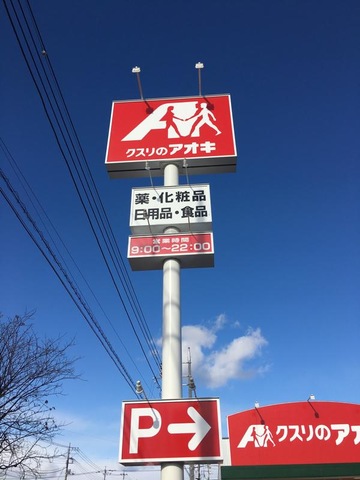 クスリのアオキ
薬・化粧品
日用品・食品
営業時間
9:00〜22:00
P→
クスリのアオ